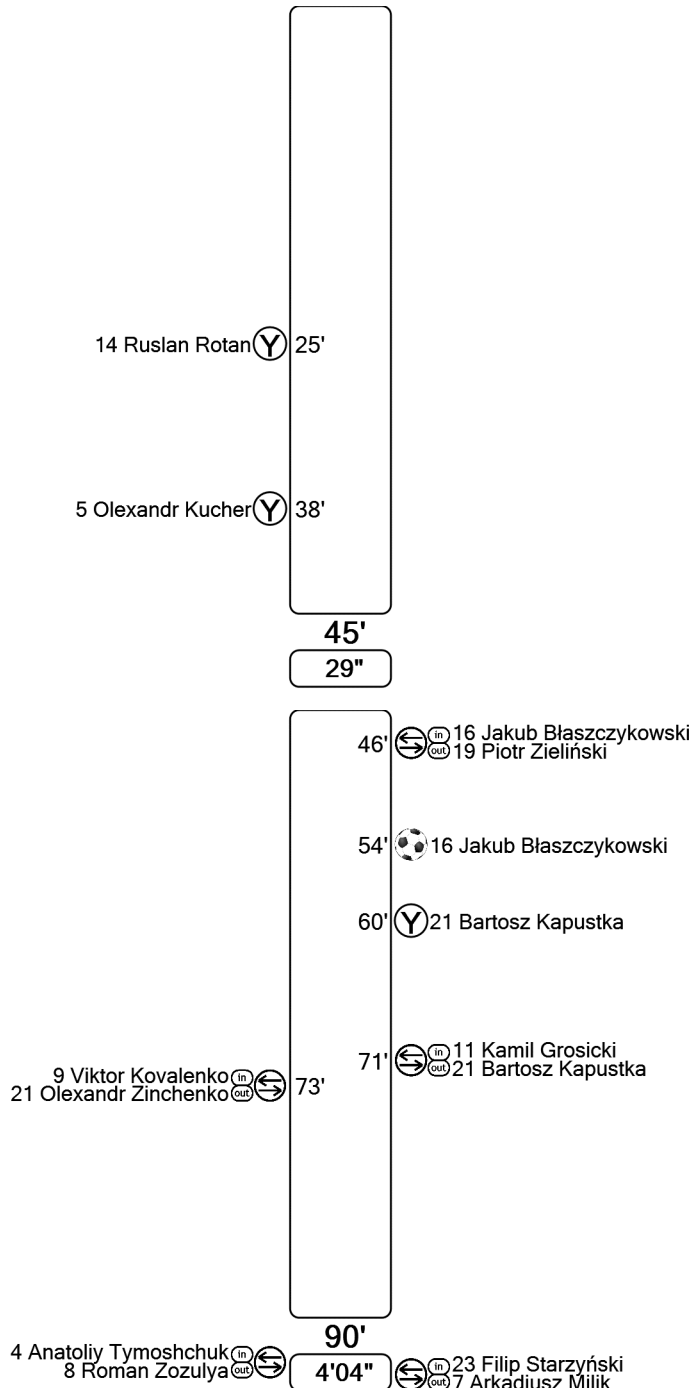 14 Ruslan Rotan Y 25'
5 Olexandr Kucher Y 38'
45'
29"
46' in 16 Jakub Błaszczykowski
out 19 Piotr Zieliński
54' 16 Jakub Błaszczykowski
60' Y 21 Bartosz Kapustka
71' in 11 Kamil Grosicki
out 21 Bartosz Kapustka
9 Viktor Kovalenko in
21 Olexandr Zinchenko out 73'
90'
4 Anatoliy Tymoshchuk in
8 Roman Zozulya out
4'04"
in 23 Filip Starzyński
out 7 Arkadiusz Milik